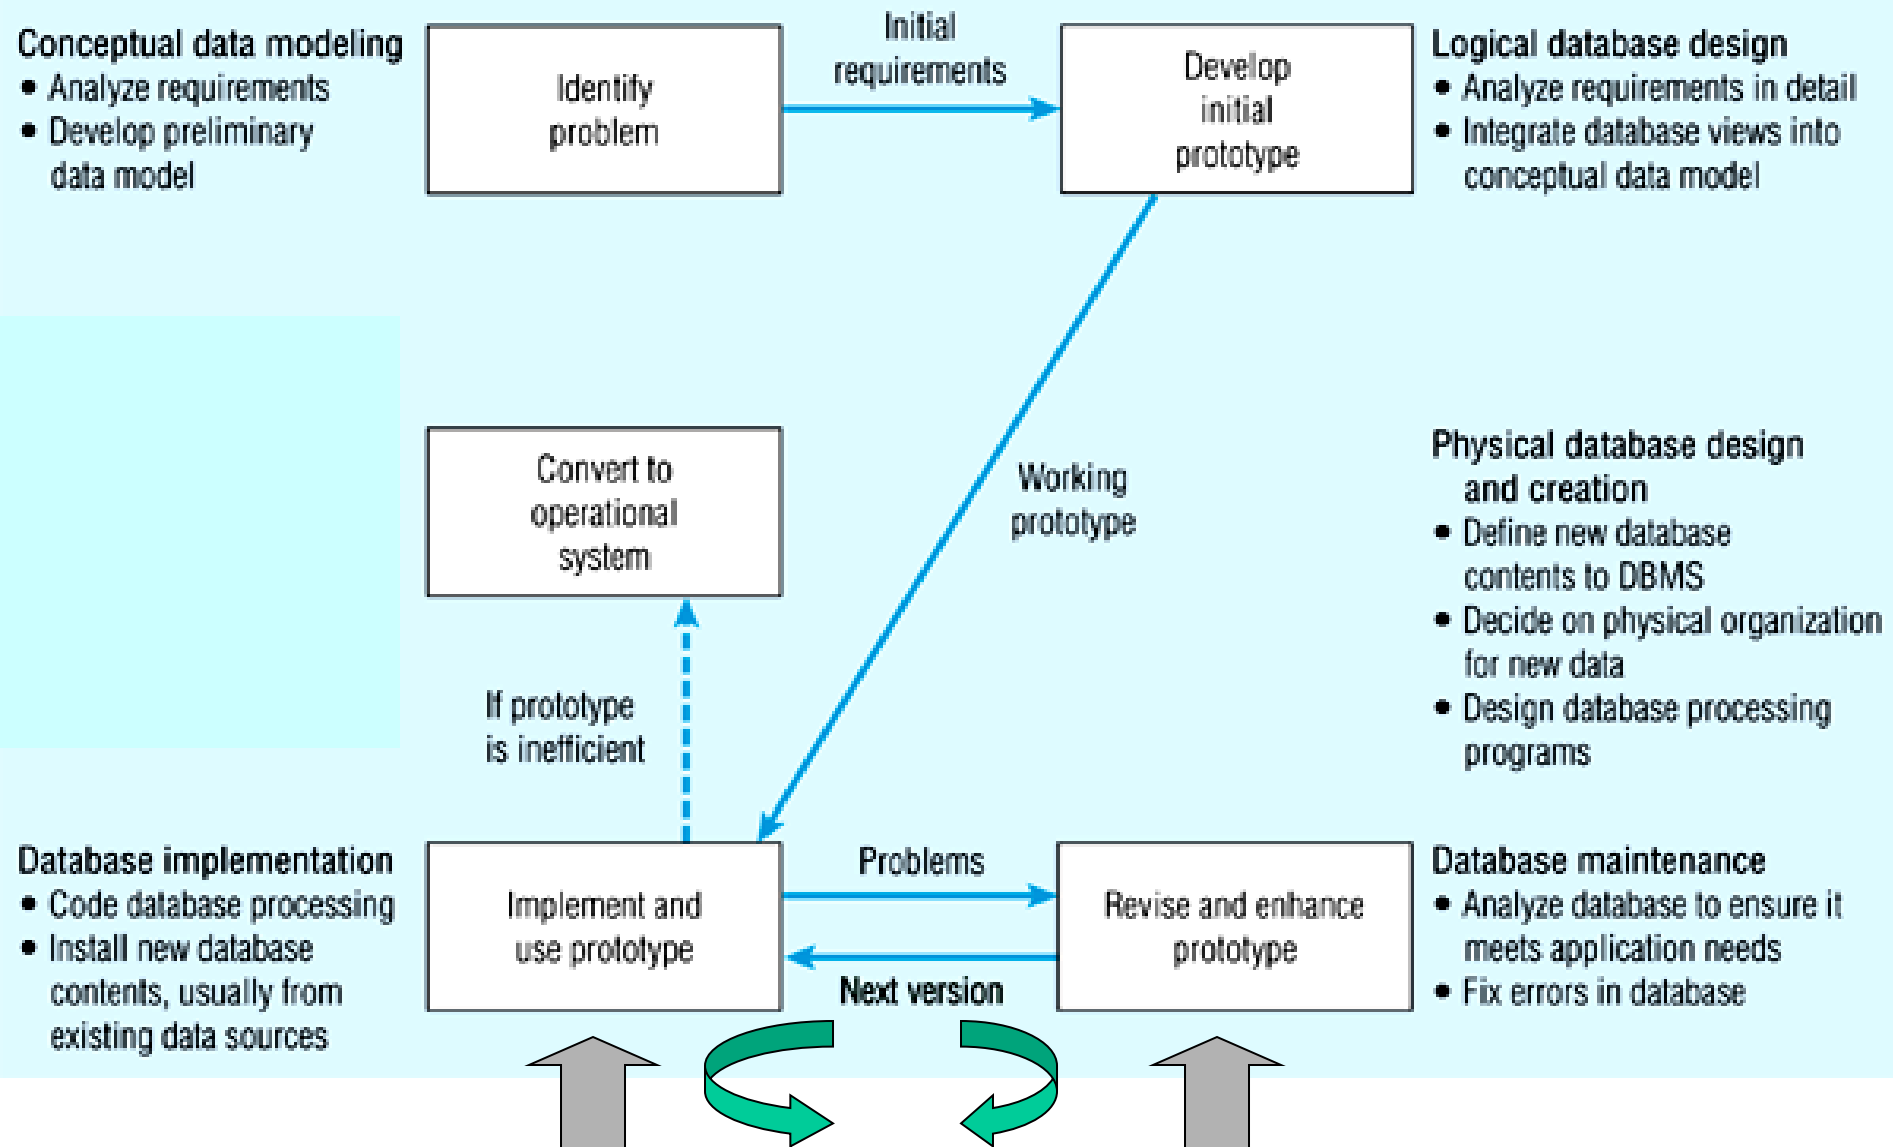 Conceptual data modeling
• Analyze requirements
• Develop preliminary
data model
Identify
problem
Initial
requirements
Develop
initial
prototype
Logical database design
• Analyze requirements in detail
• Integrate database views into
conceptual data model
Convert to
operational
system
Working
prototype
Physical database design
and creation
• Define new database
contents to DBMS
• Decide on physical organization
for new data
• Design database processing
programs
If prototype
is inefficient
Database implementation
• Code database processing
• Install new database
contents, usually from
existing data sources
Implement and
use prototype
Problems
Next version
Revise and enhance
prototype
Database maintenance
• Analyze database to ensure it
meets application needs
• Fix errors in database